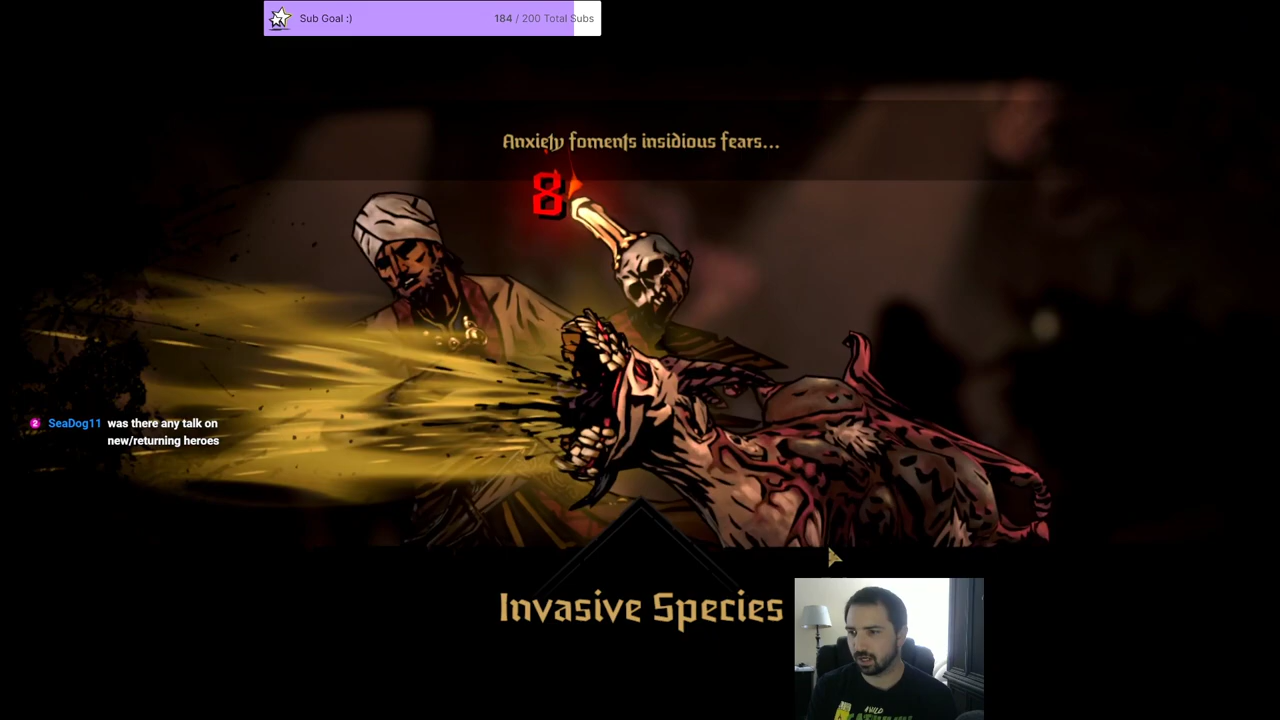 Sub Goal :) 184 / 200 Total Subs
Anxiety foments insidious fears...
8
2 SeaDog11 was there any talk on
new/returning heroes
Invasive Species